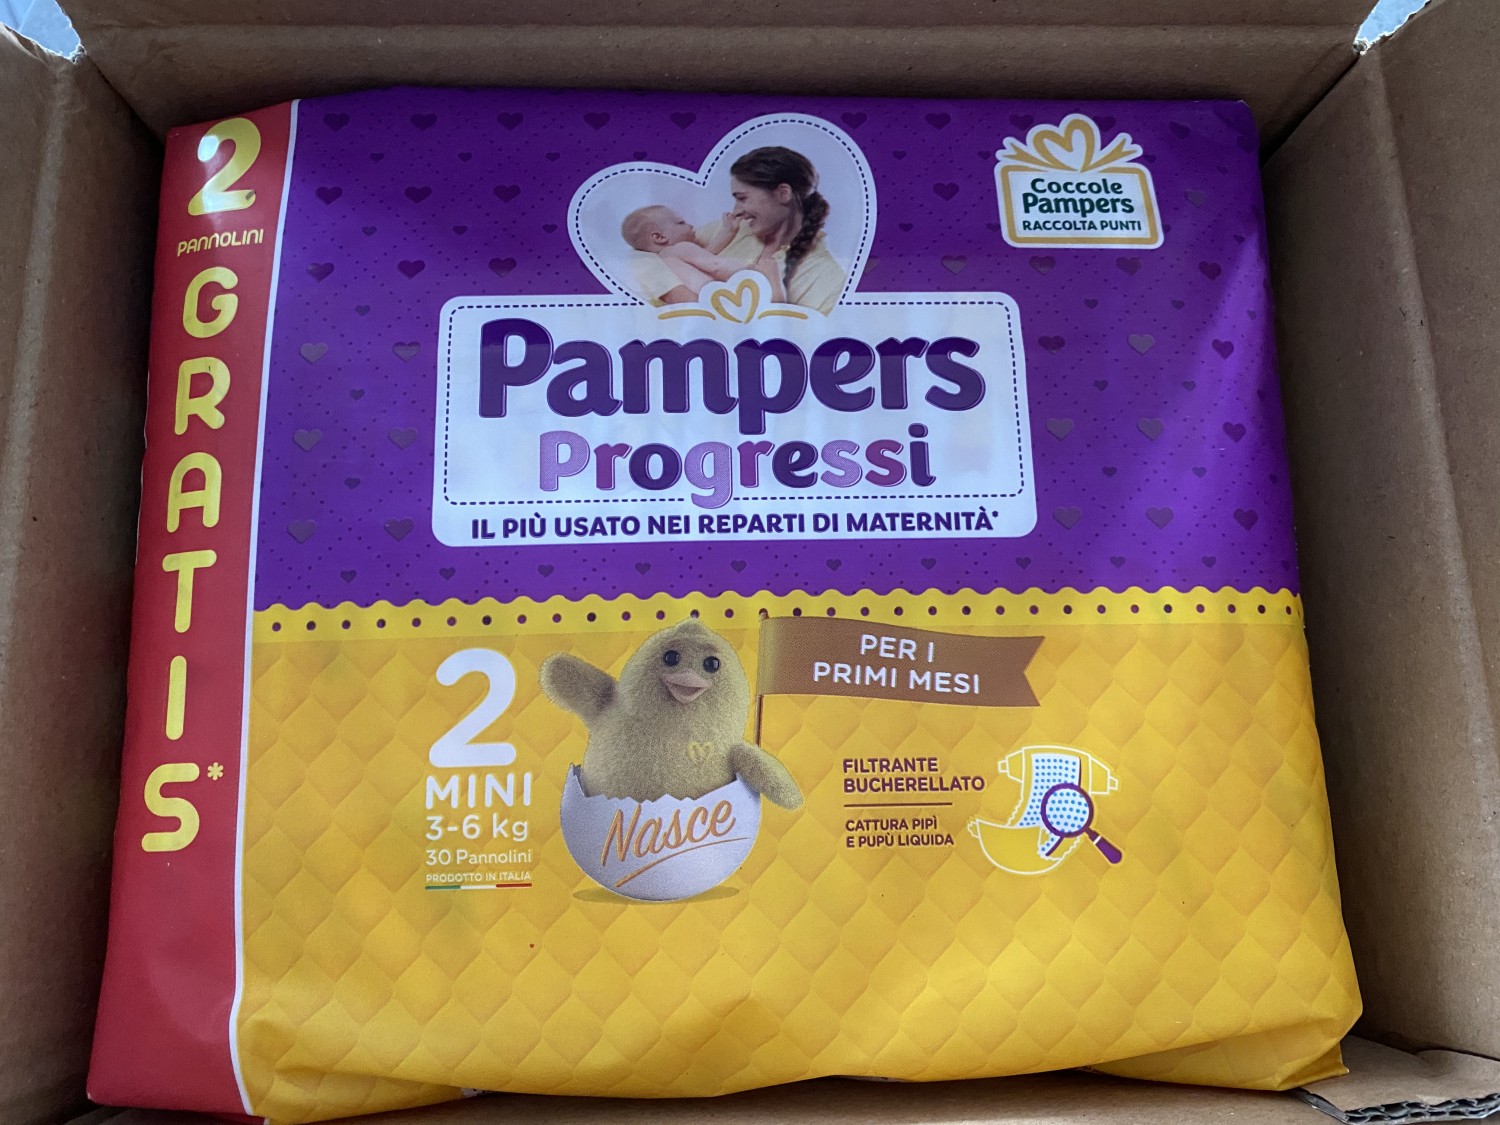 2
PANNOLINI
GRATIS*
Coccole
Pampers
RACCOLTA PUNTI
Pampers
Progressi
IL PIÙ USATO NEI REPARTI DI MATERNITÀ*
PER I
PRIMI MESI
2
MINI
3-6 kg
30 Pannolini
PRODOTTO IN ITALIA
Nasce
FILTRANTE
BUCHERELLATO
CATTURA PIPÌ
E PUPÙ LIQUIDA